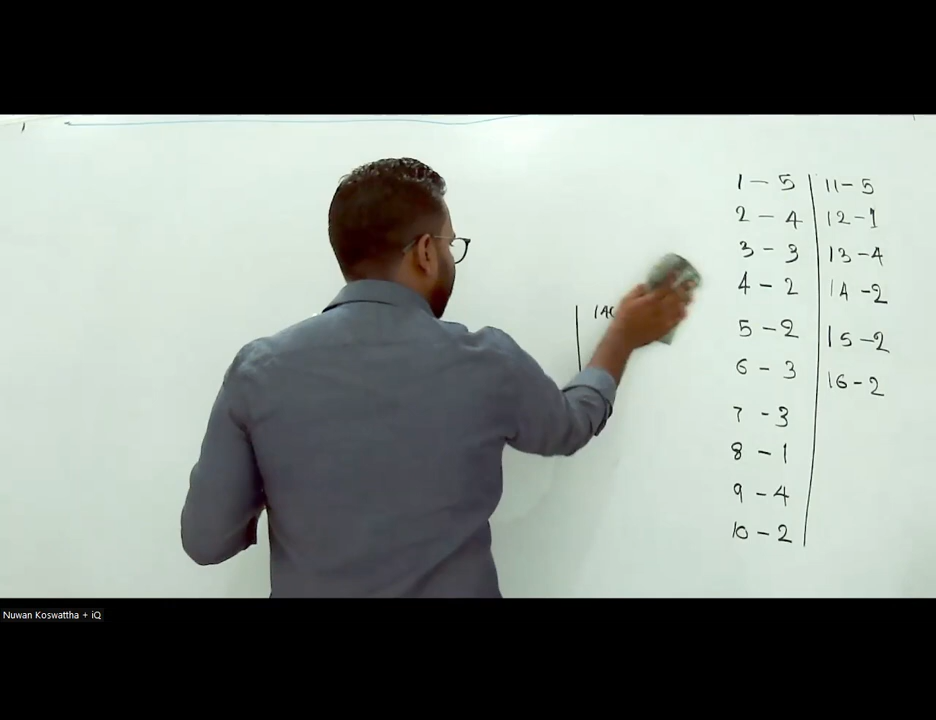 1 - 5
2 - 4
3 - 3
4 - 2
5 - 2
6 - 3
7 - 3
8 - 1
9 - 4
10 - 2
11 - 5
12 - 1
13 - 4
14 - 2
15 - 2
16 - 2
Nuwan Koswattha + iQ